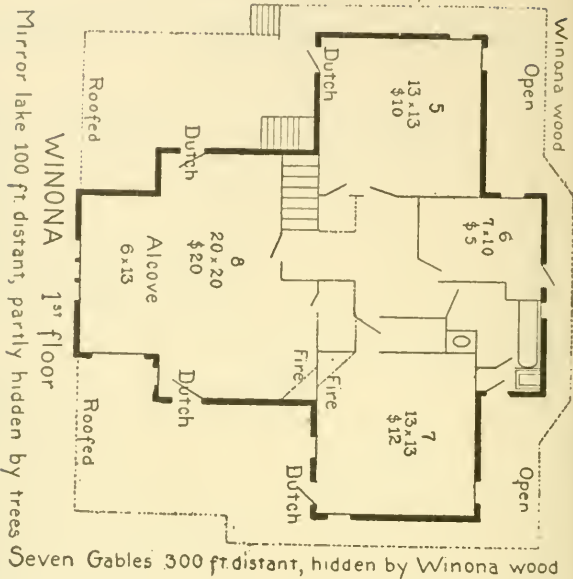 Winona wood
Open
Dutch
5
13 x 13
$10
Roofed
Dutch
6
7 x 10
$5
8
20 x 20
$20
Alcove
6 x 13
WINONA 1st floor
Mirror lake 100 ft. distant, partly hidden by trees
Fire
Fire
7
13 x 13
$12
Dutch
Roofed
Dutch
Open
Seven Gables 300 ft. distant, hidden by Winona wood